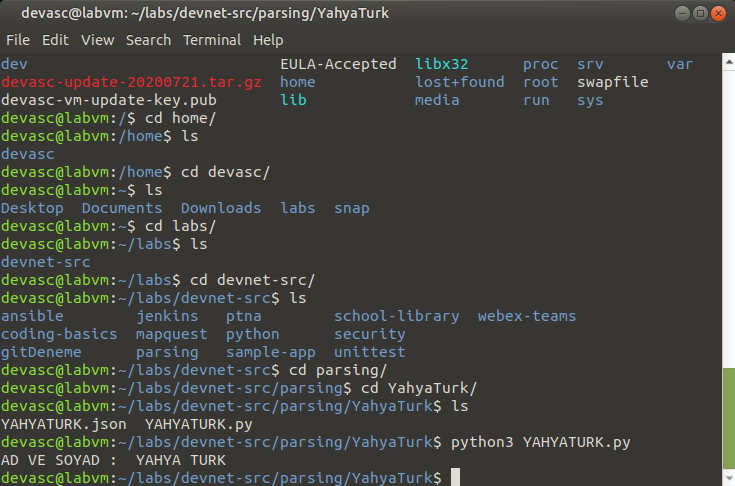 devasc@labvm: ~/labs/devnet-src/parsing/YahyaTurk
File Edit View Search Terminal Help
dev EULA-Accepted libx32 proc srv var
devasc-update-20200721.tar.gz home lost+found root swapfile
devasc-vm-update-key.pub lib media run sys
devasc@labvm:/$ cd home/
devasc@labvm:/home$ ls
devasc
devasc@labvm:/home$ cd devasc/
devasc@labvm:~$ ls
Desktop Documents Downloads labs snap
devasc@labvm:~$ cd labs/
devasc@labvm:~/labs$ ls
devnet-src
devasc@labvm:~/labs$ cd devnet-src/
devasc@labvm:~/labs/devnet-src$ ls
ansible jenkins ptna school-library webex-teams
coding-basics mapquest python security
gitDeneme parsing sample-app unittest
devasc@labvm:~/labs/devnet-src$ cd parsing/
devasc@labvm:~/labs/devnet-src/parsing$ cd YahyaTurk/
devasc@labvm:~/labs/devnet-src/parsing/YahyaTurk$ ls
YAHYATURK.json YAHYATURK.py
devasc@labvm:~/labs/devnet-src/parsing/YahyaTurk$ python3 YAHYATURK.py
AD VE SOYAD : YAHYA TURK
devasc@labvm:~/labs/devnet-src/parsing/YahyaTurk$